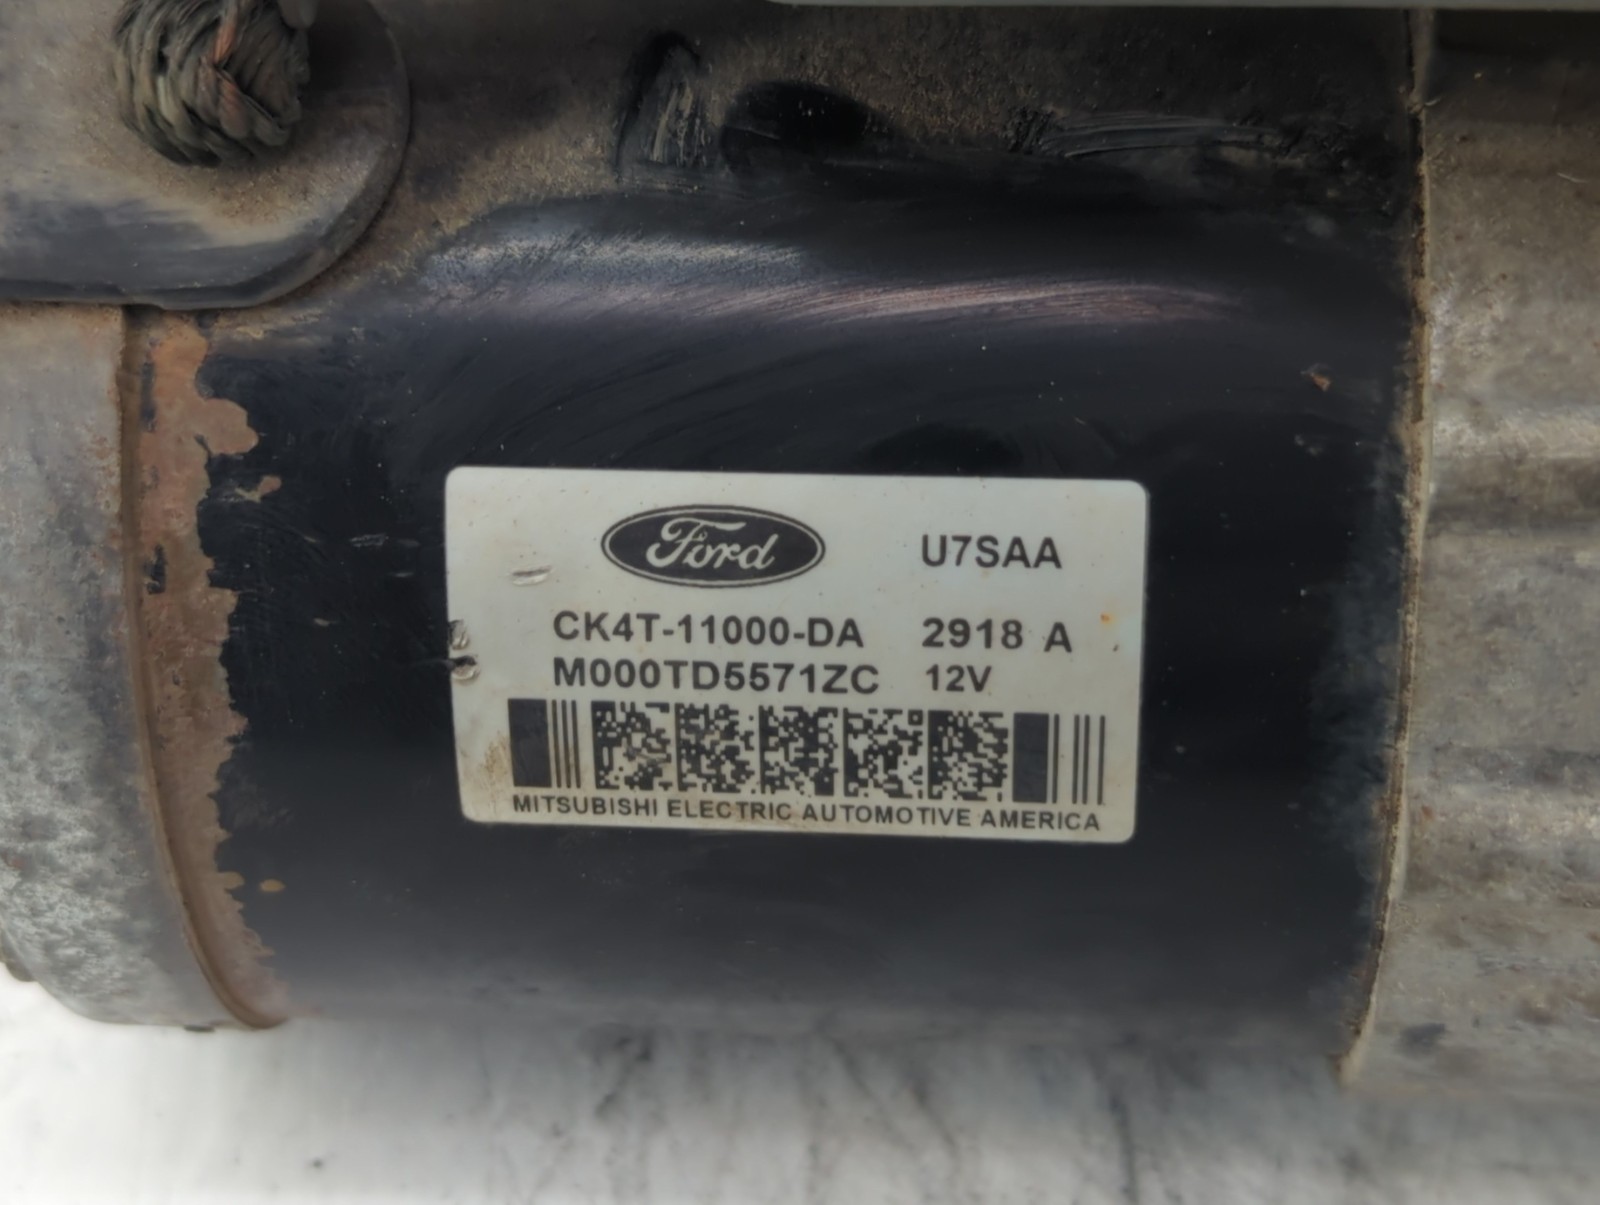 Ford U7SAA
CK4T-11000-DA 2918 A
M000TD5571ZC 12V
MITSUBISHI ELECTRIC AUTOMOTIVE AMERICA